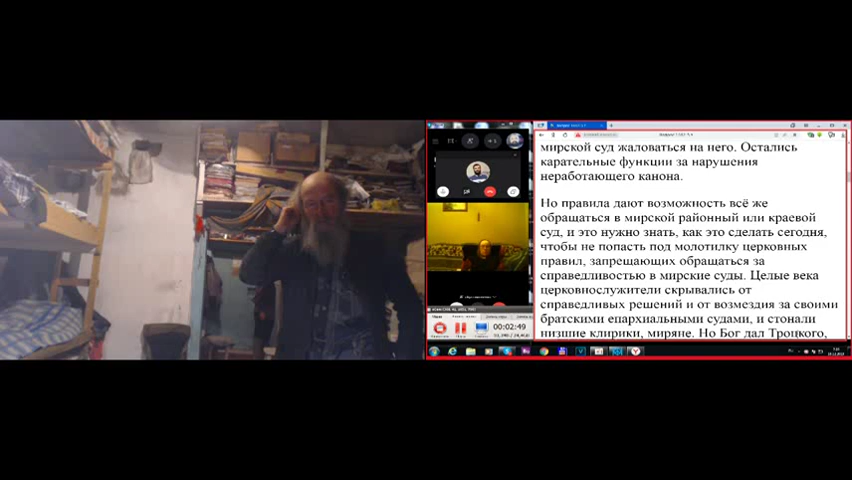 мирской суд жаловаться на него. Остались
карательные функции за нарушения
неработающего канона.
Но правила дают возможность всё же
обращаться в мирской районный или краевой
суд, и это нужно знать, как это сделать сегодня,
чтобы не попасть под молотилку церковных
правил, запрещающих обращаться за
справедливостью в мирские суды. Целые века
церковнослужители скрывались от
справедливых решений и от возмездия за своими
братскими епархиальными судами, и стонали
низшие клирики, миряне. Но Бог дал Троцкого,
00:02:49